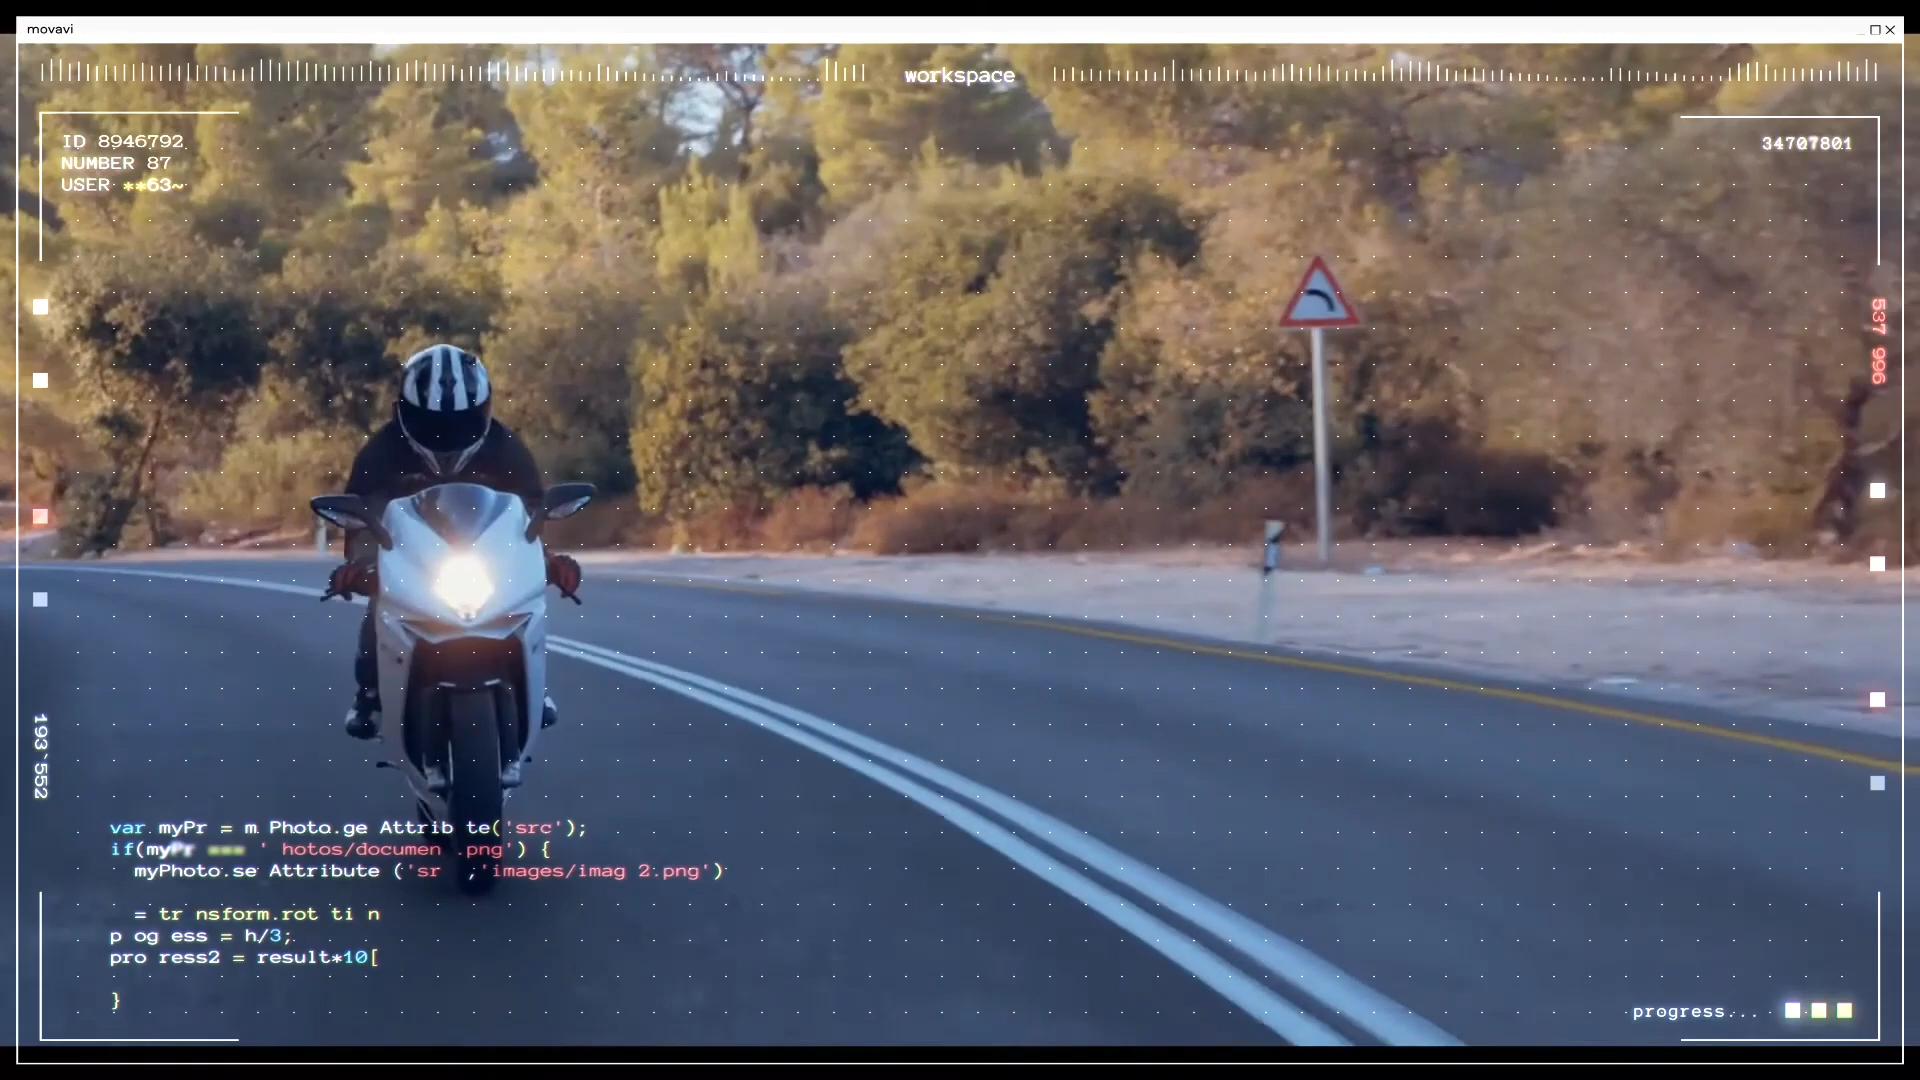 movavi
workspace
ID 8946792
NUMBER 87
USER **63~
34707801
537 996
193`552
var myPr = m Photo.ge Attrib te('src');
if(myPr === ' hotos/documen .png') {
myPhoto.se Attribute ('sr ,'images/imag 2.png')
= tr nsform.rot ti n
p og ess = h/3;
pro ress2 = result*10[
}
progress...